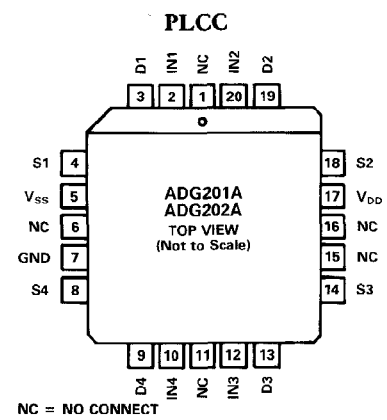 PLCC
D1 IN1 NC IN2 D2
3 2 1 20 19
S1 4 18 S2
VSS 5 17 VDD
NC 6 16 NC
GND 7 15 NC
S4 8 14 S3
ADG201A
ADG202A
TOP VIEW
(Not to Scale)
9 10 11 12 13
D4 IN4 NC IN3 D3
NC = NO CONNECT